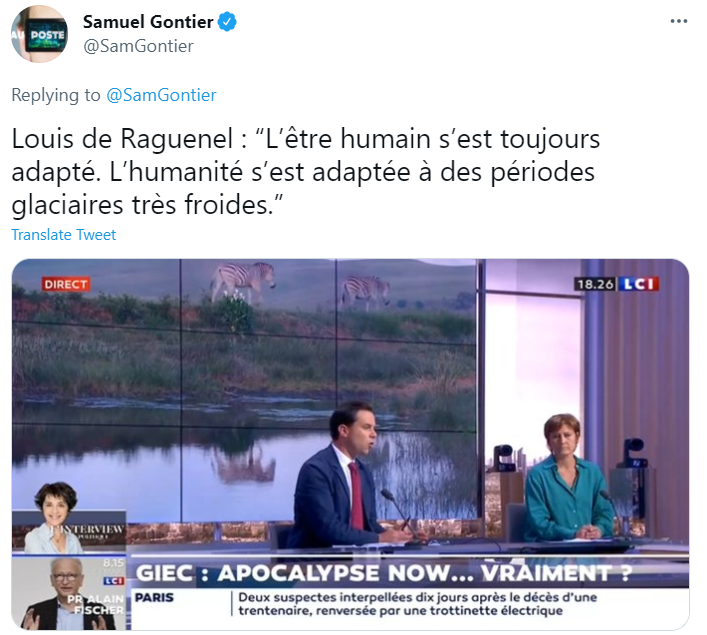 AU POSTE
Samuel Gontier
@SamGontier
Replying to @SamGontier
Louis de Raguenel : “L’être humain s’est toujours
adapté. L’humanité s’est adaptée à des périodes
glaciaires très froides.”
Translate Tweet
DIRECT
18.26 LCI
L'INTERVIEW
POLITIQUE
8.15
LCI
PR ALAIN
FISCHER
GIEC : APOCALYPSE NOW... VRAIMENT ?
PARIS
Deux suspectes interpellées dix jours après le décès d'une
trentenaire, renversée par une trottinette électrique